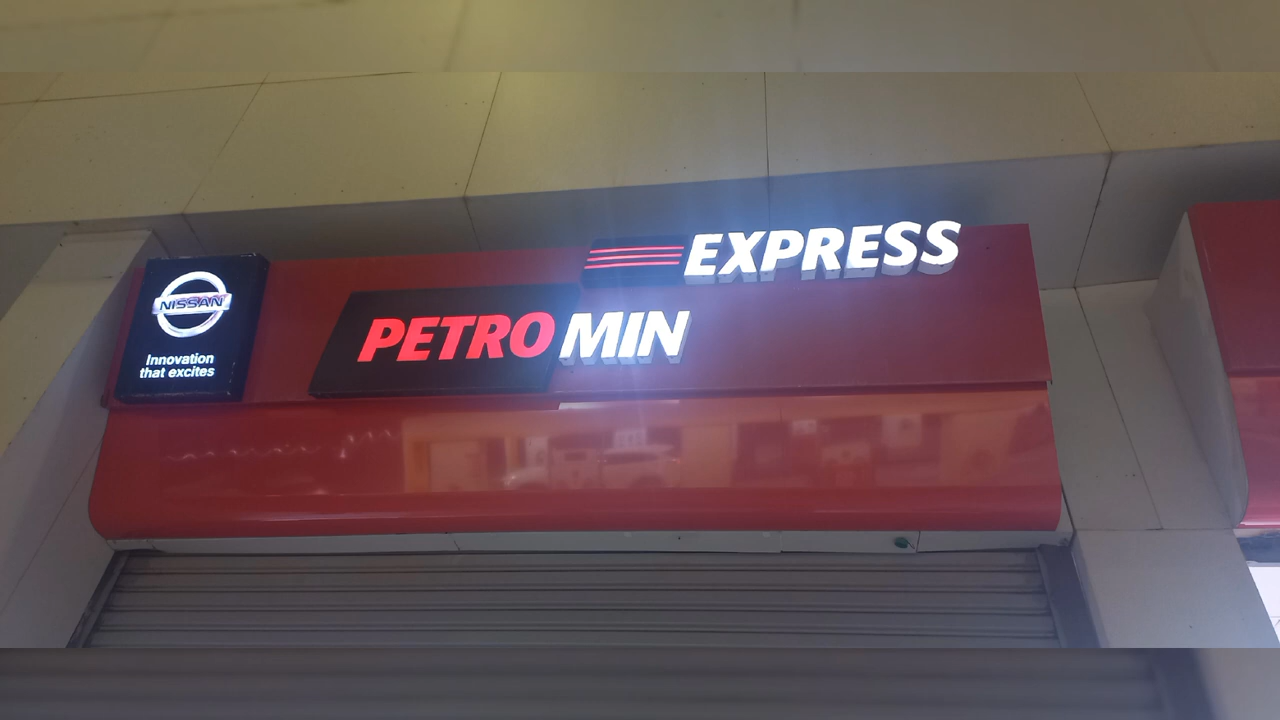 NISSAN
Innovation
that excites
EXPRESS
PETROMIN